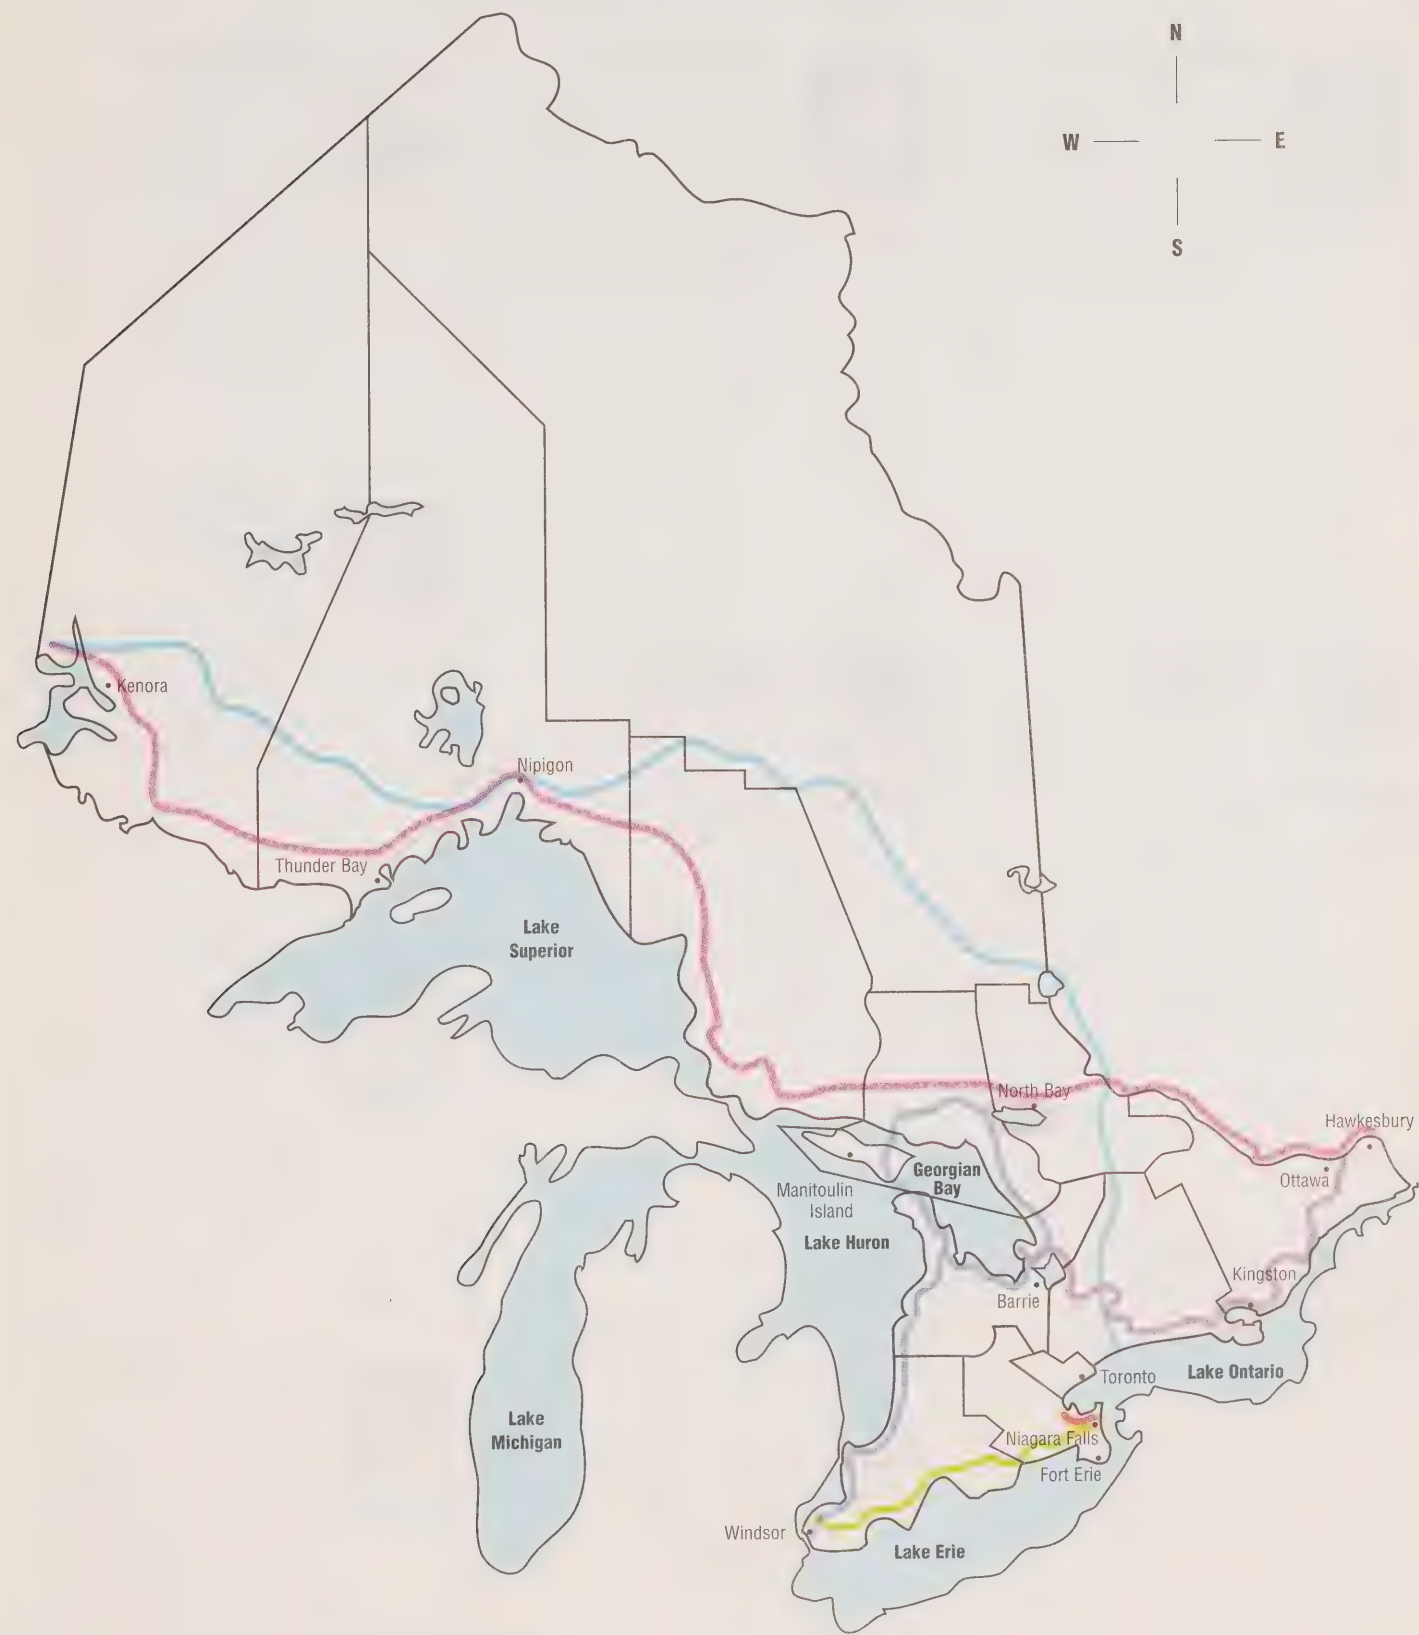 N
W
E
S
Kenora
Nipigon
Thunder Bay
Lake
Superior
North Bay
Hawkesbury
Georgian
Bay
Ottawa
Manitoulin
Island
Lake Huron
Kingston
Barrie
Toronto
Lake Ontario
Lake
Michigan
Niagara Falls
Fort Erie
Windsor
Lake Erie